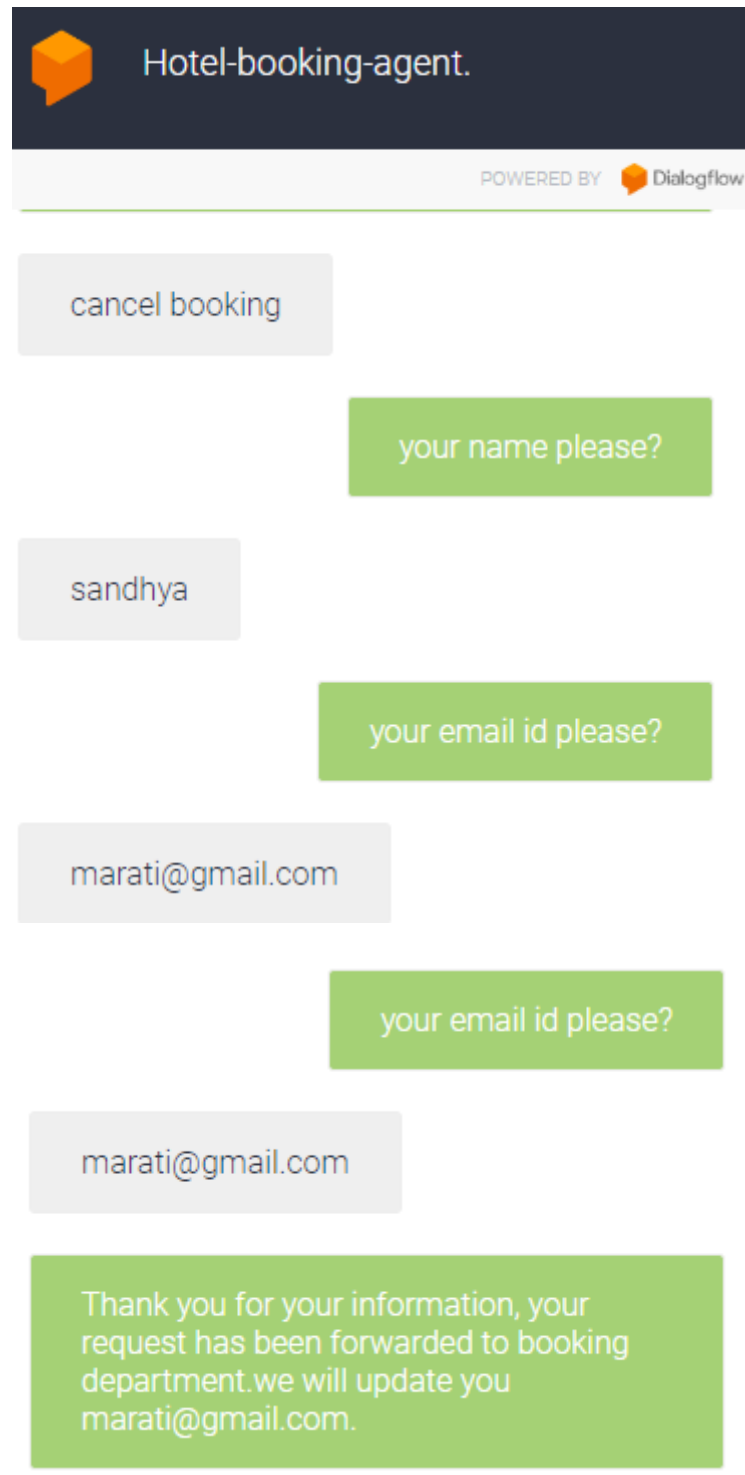 Hotel-booking-agent.
POWERED BY Dialogflow
cancel booking
your name please?
sandhya
your email id please?
marati@gmail.com
your email id please?
marati@gmail.com
Thank you for your information, your
request has been forwarded to booking
department.we will update you
marati@gmail.com.